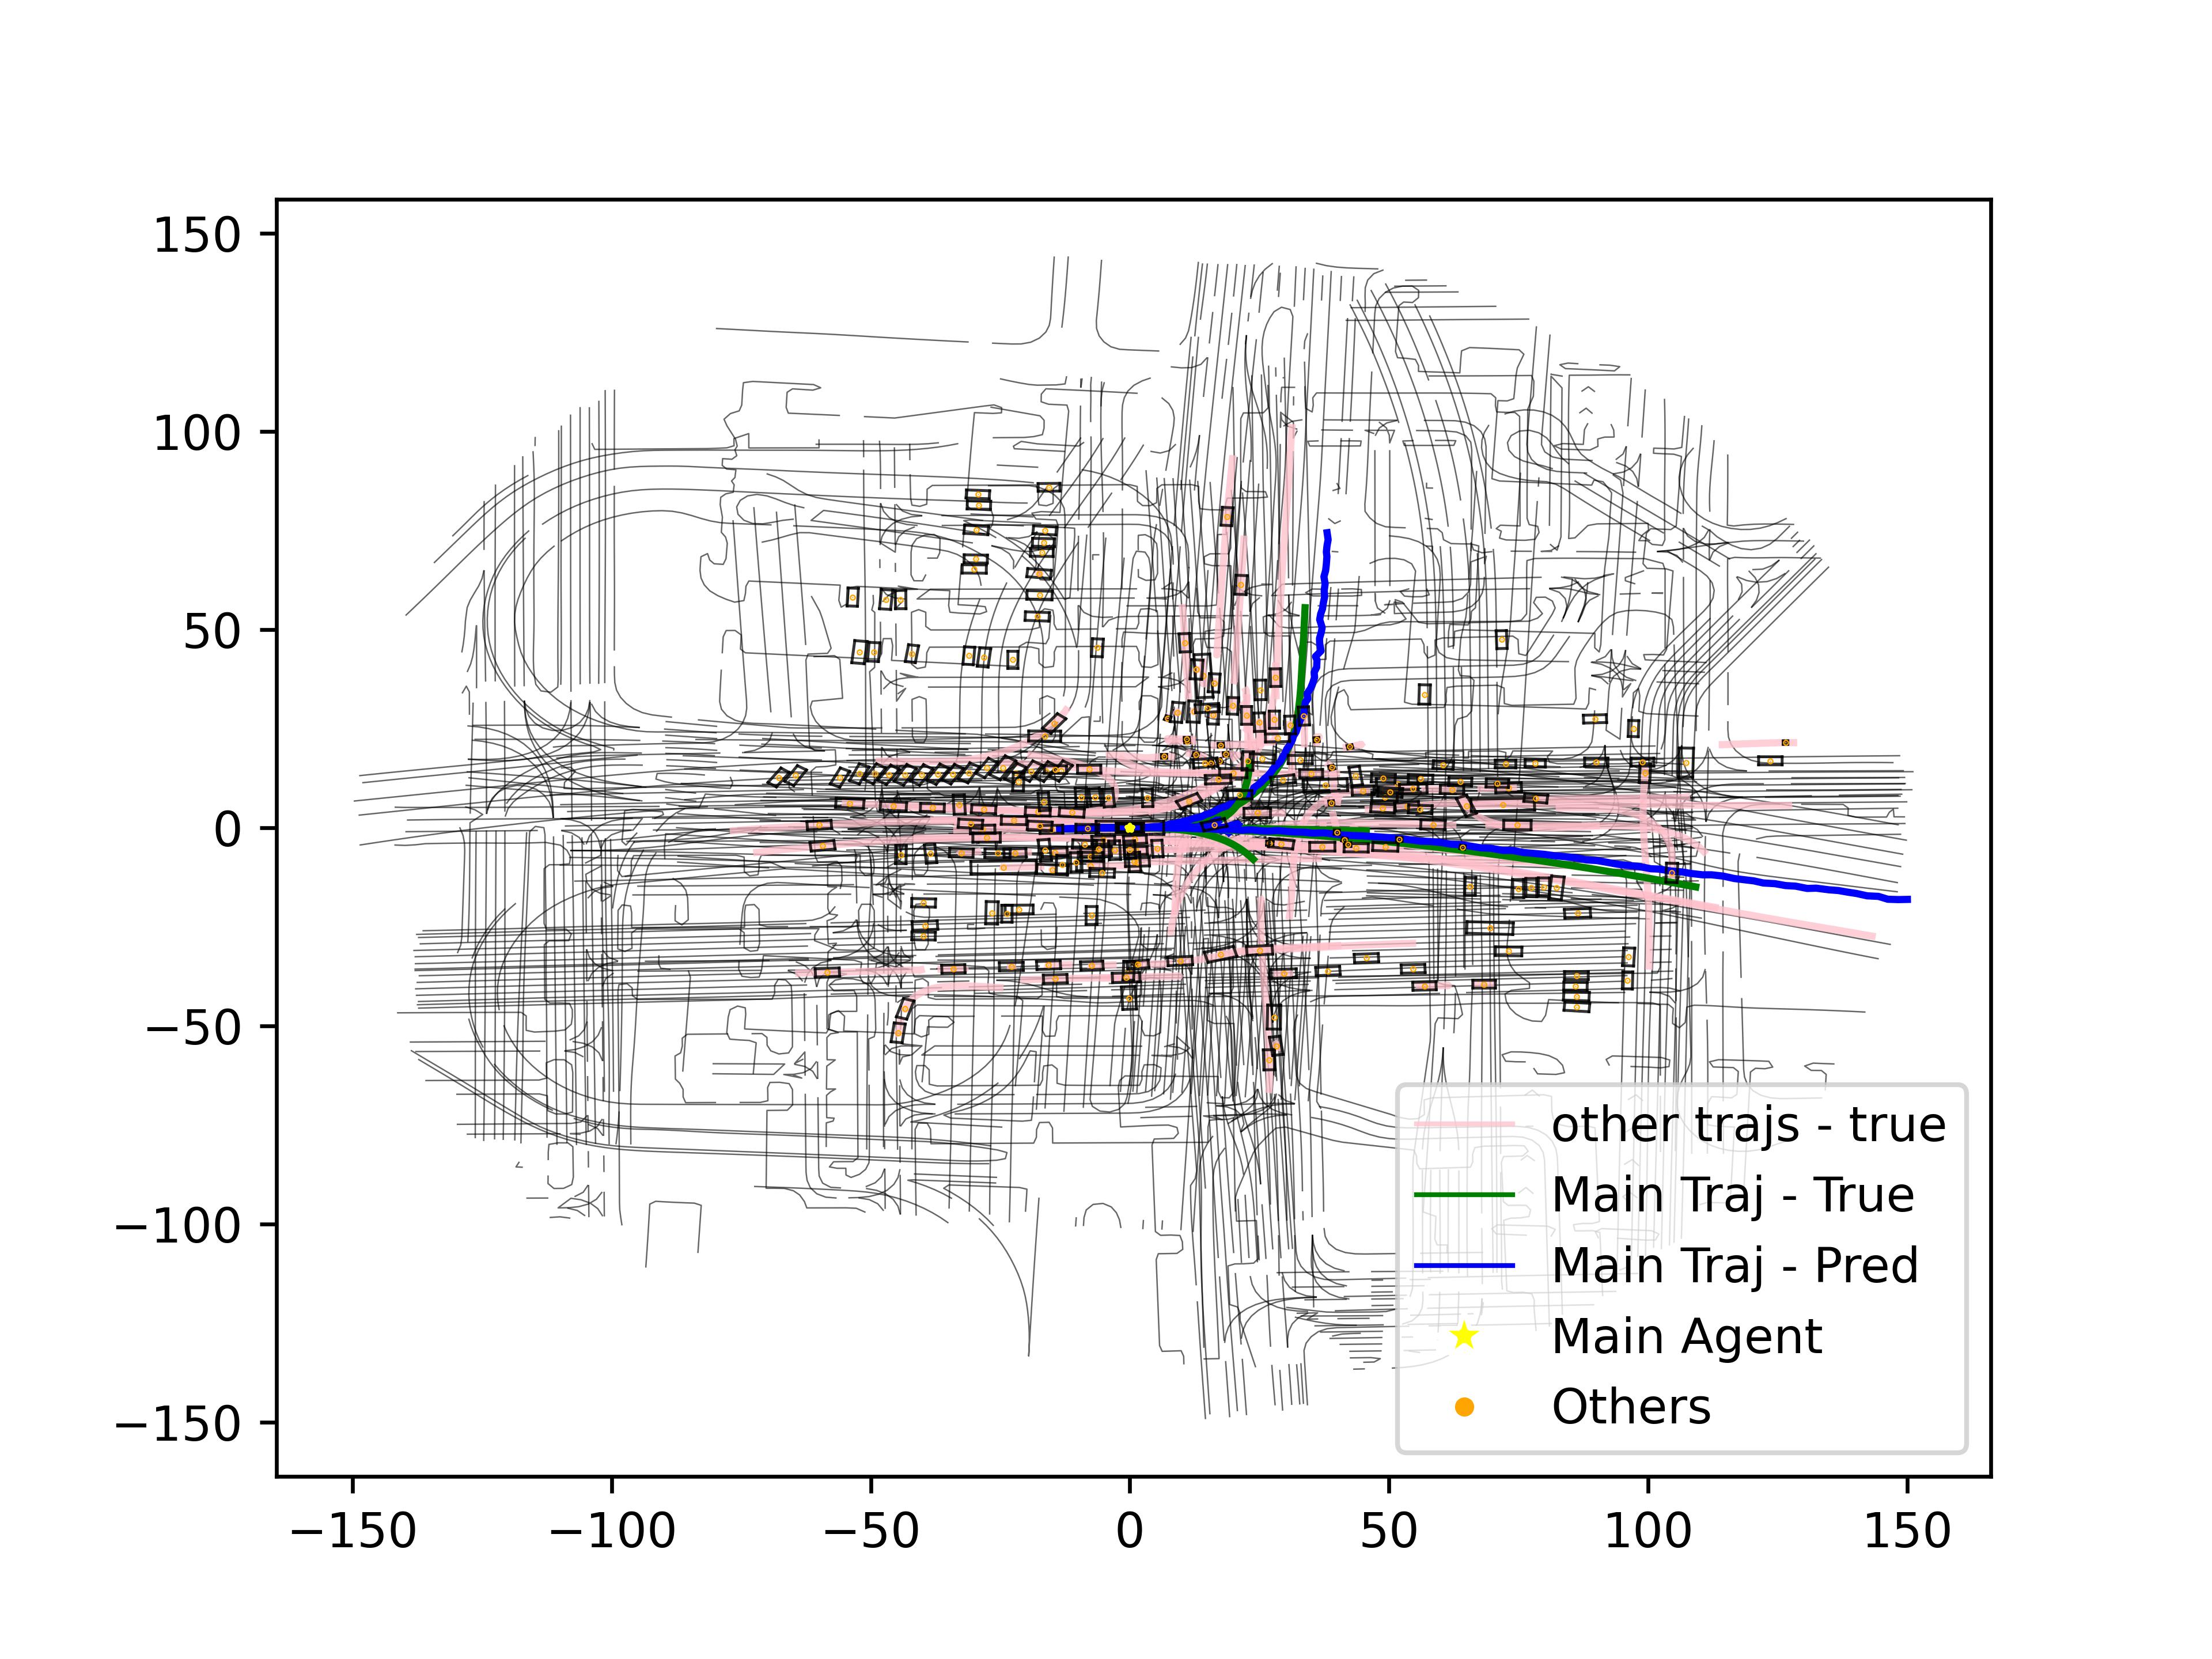 150
100
50
0
−50
−100
−150
−150
−100
−50
0
50
100
150
other trajs - true
Main Traj - True
Main Traj - Pred
Main Agent
Others